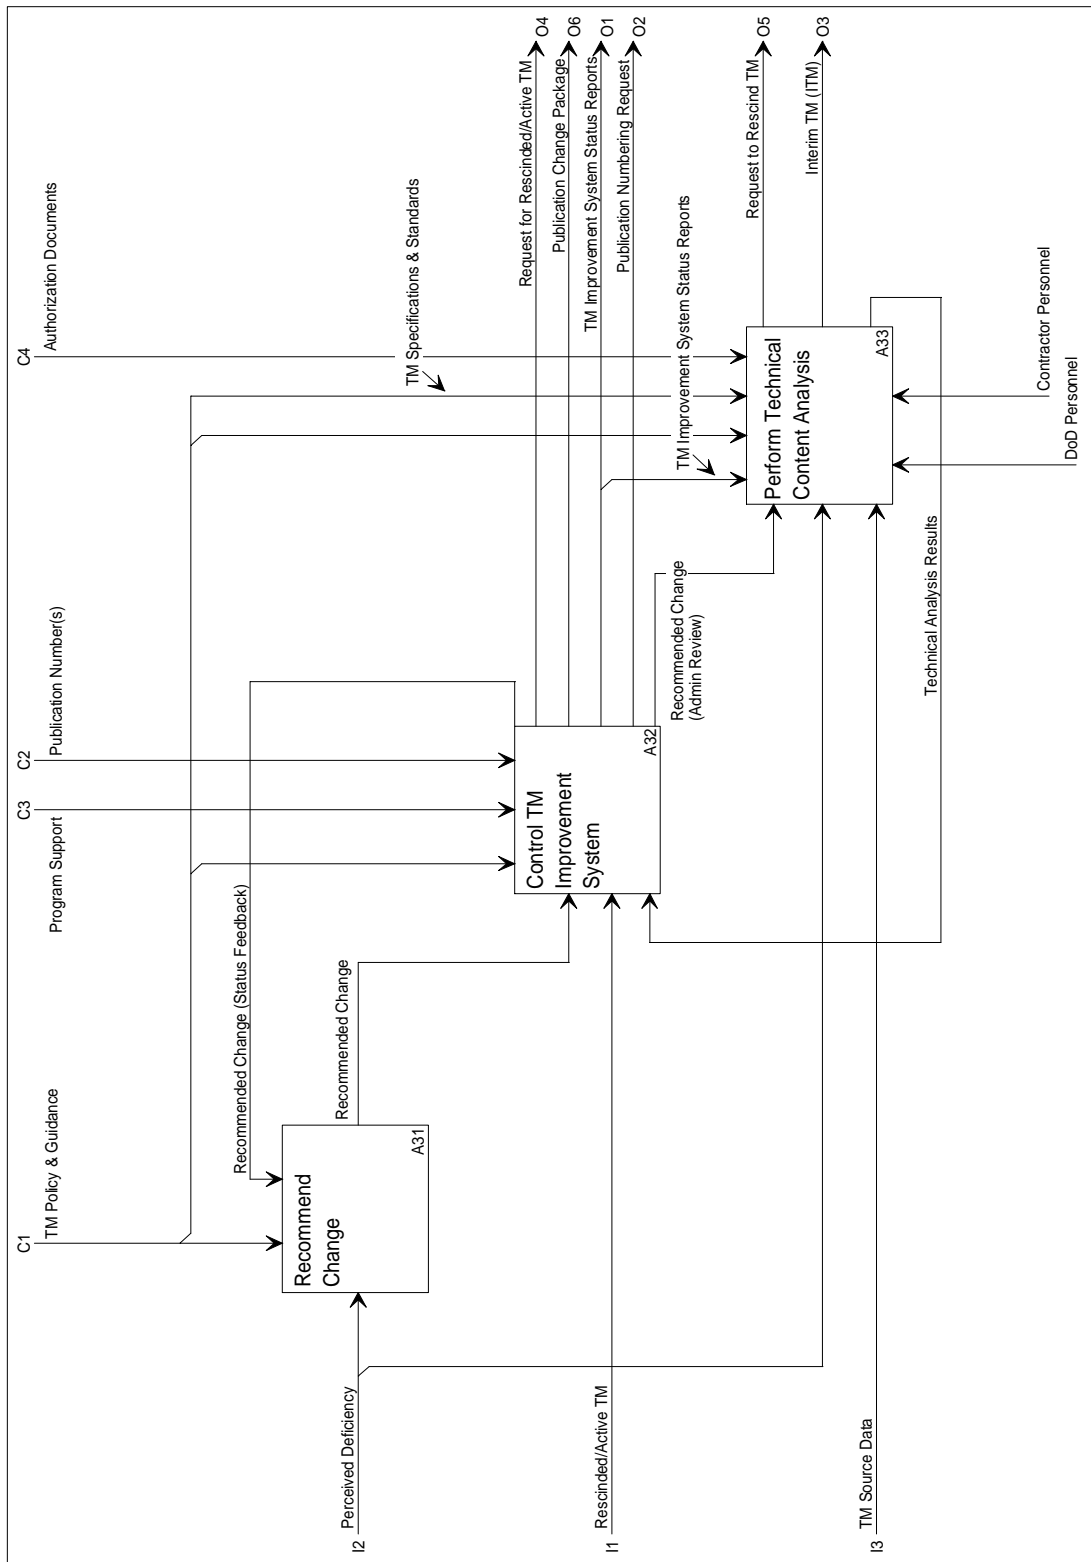 C1
TM Policy & Guidance
C3
Program Support
C2
Publication Number(s)
C4
Authorization Documents
TM Specifications & Standards
Recommended Change (Status Feedback)
I2
Perceived Deficiency
Recommend
Change
A31
Recommended Change
I1
Rescinded/Active TM
Control TM
Improvement
System
A32
Request for Rescinded/Active TM
O4
Publication Change Package
O6
TM Improvement System Status Reports
O1
Publication Numbering Request
O2
Recommended Change
(Admin Review)
TM Improvement System Status Reports
Perform Technical
Content Analysis
A33
Request to Rescind TM
O5
Interim TM (ITM)
O3
I3
TM Source Data
Technical Analysis Results
DoD Personnel
Contractor Personnel